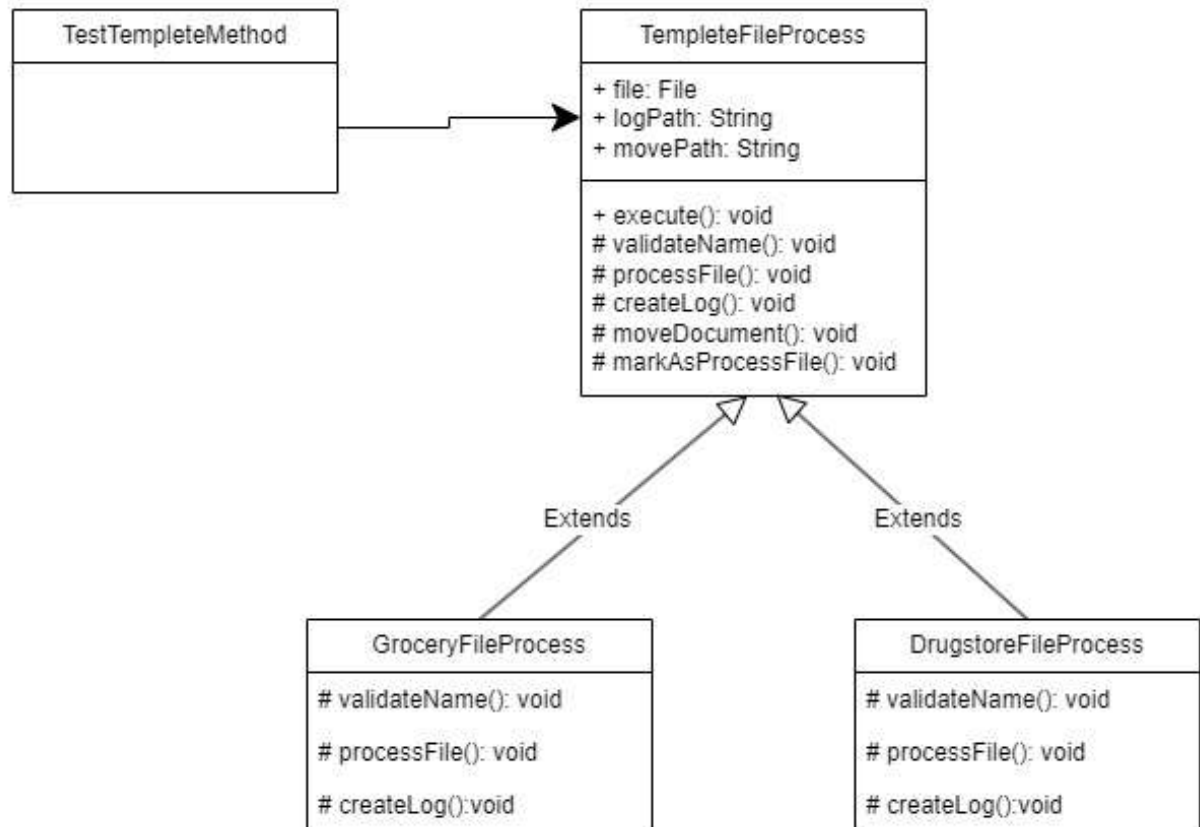 TestTempleteMethod
TempleteFileProcess
+ file: File
+ logPath: String
+ movePath: String
+ execute(): void
# validateName(): void
# processFile(): void
# createLog(): void
# moveDocument(): void
# markAsProcessFile(): void
Extends
Extends
GroceryFileProcess
# validateName(): void
# processFile(): void
# createLog():void
DrugstoreFileProcess
# validateName(): void
# processFile(): void
# createLog():void